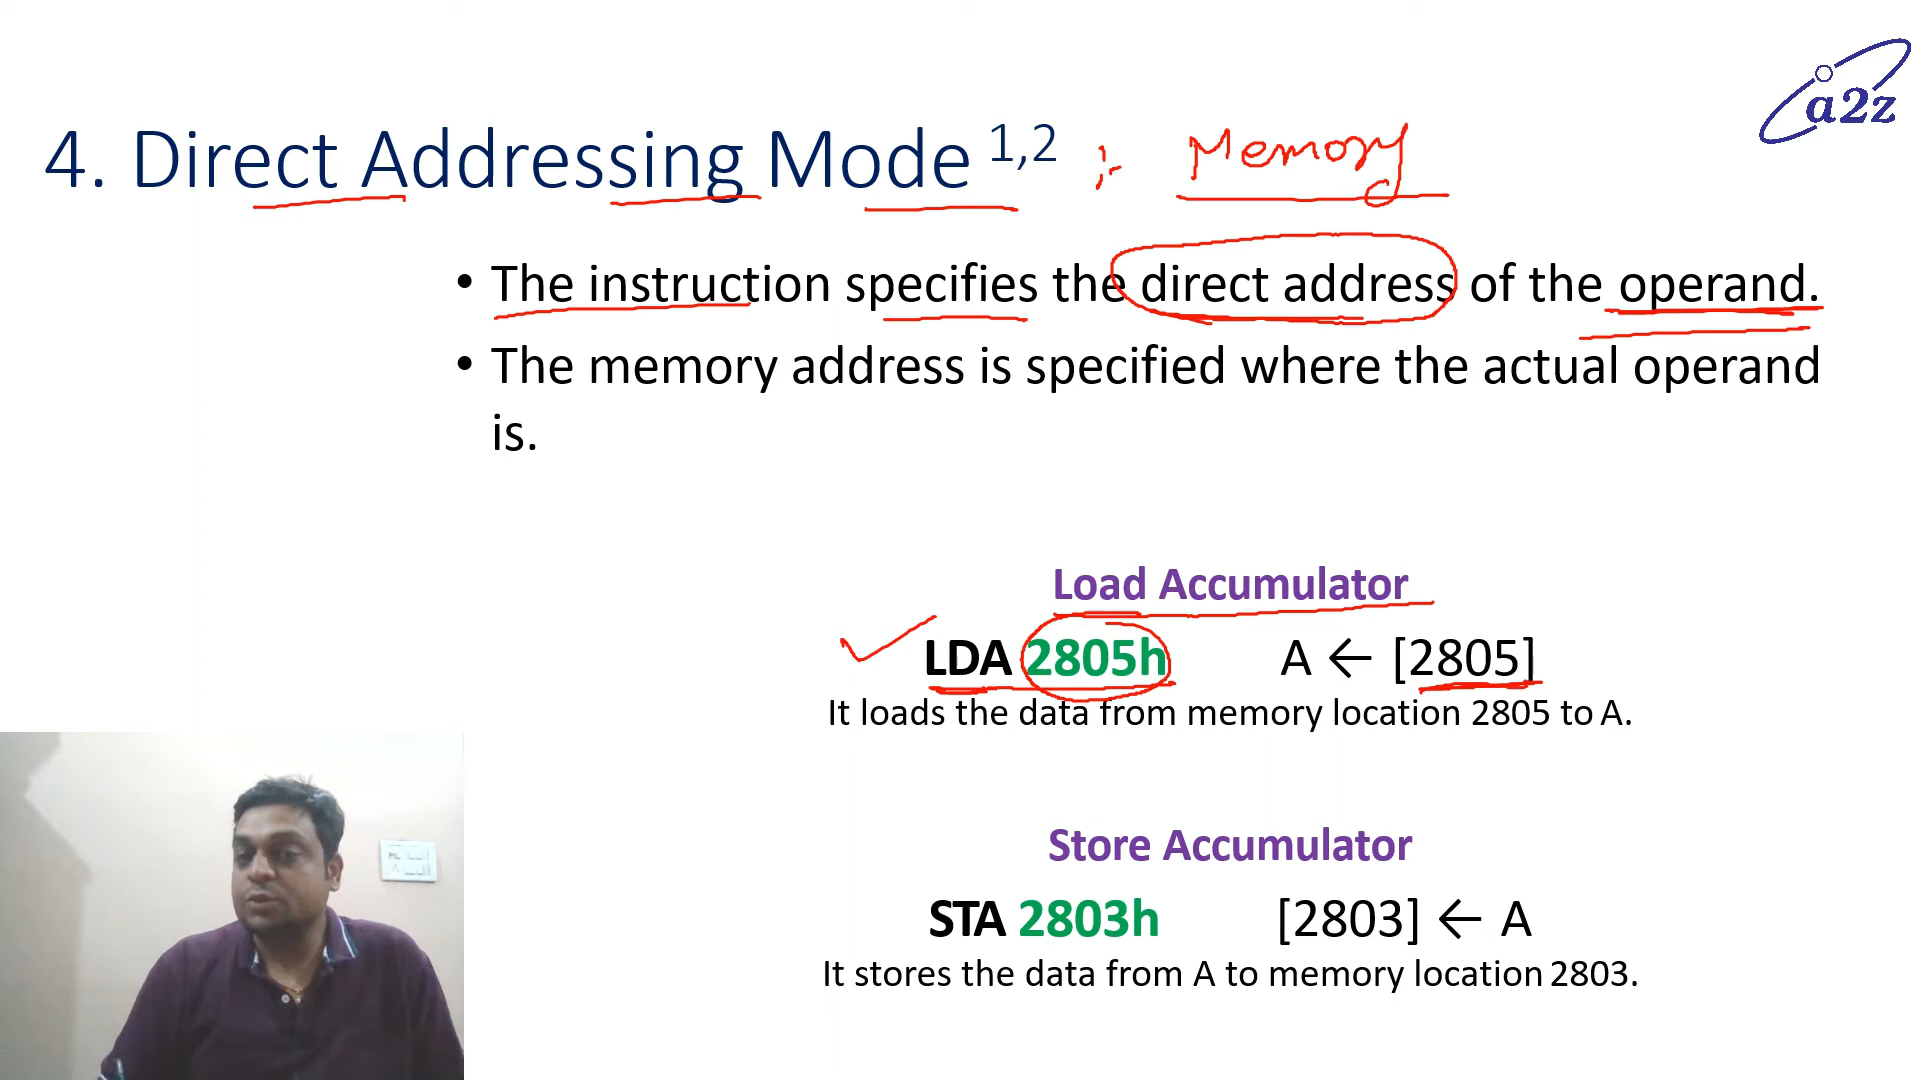 a2z
4. Direct Addressing Mode 1,2 :- Memory
• The instruction specifies the direct address of the operand.
• The memory address is specified where the actual operand
is.
Load Accumulator
LDA 2805h A ← [2805]
It loads the data from memory location 2805 to A.
Store Accumulator
STA 2803h [2803] ← A
It stores the data from A to memory location 2803.